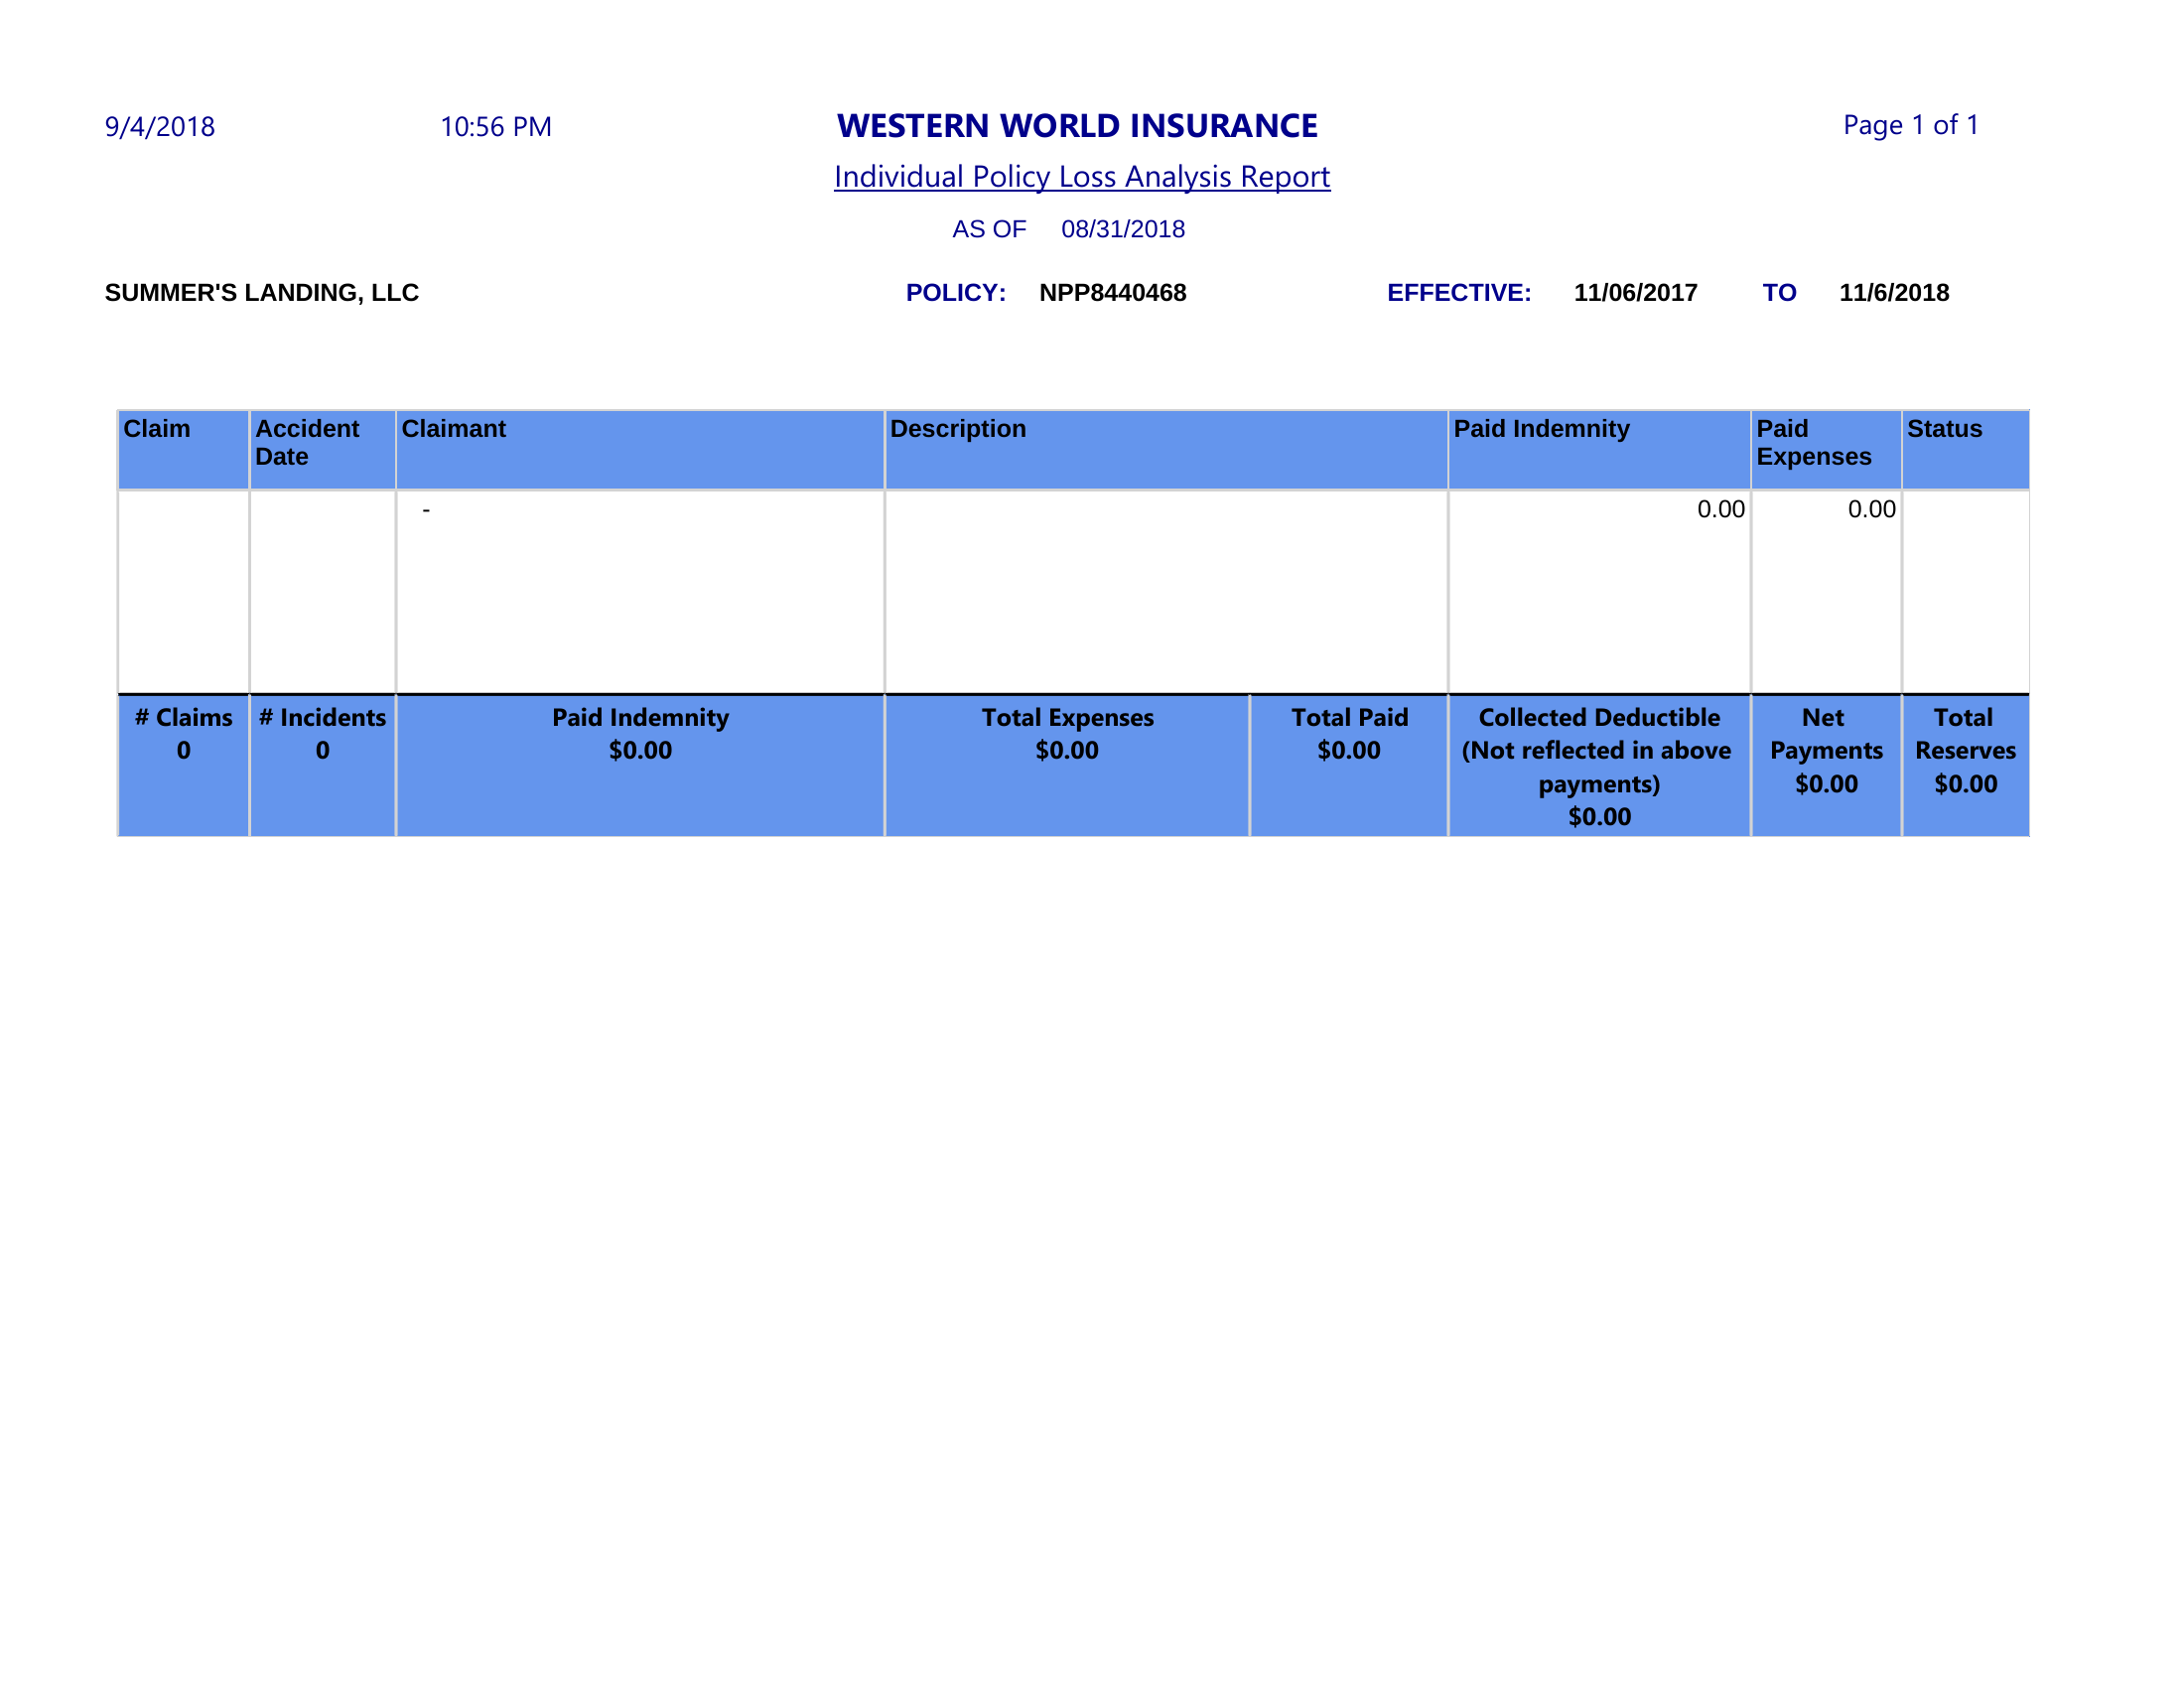 9/4/2018 10:56 PM WESTERN WORLD INSURANCE Page 1 of 1
Individual Policy Loss Analysis Report
AS OF 08/31/2018
SUMMER'S LANDING, LLC POLICY: NPP8440468 EFFECTIVE: 11/06/2017 TO 11/6/2018
Claim Accident Claimant Description Paid Indemnity Paid Status
Date Expenses
- 0.00 0.00
# Claims # Incidents Paid Indemnity Total Expenses Total Paid Collected Deductible Net Total
0 0 $0.00 $0.00 $0.00 (Not reflected in above Payments Reserves
payments) $0.00 $0.00
$0.00